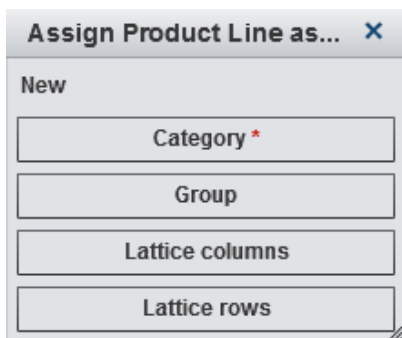 Assign Product Line as... ×
New
Category *
Group
Lattice columns
Lattice rows